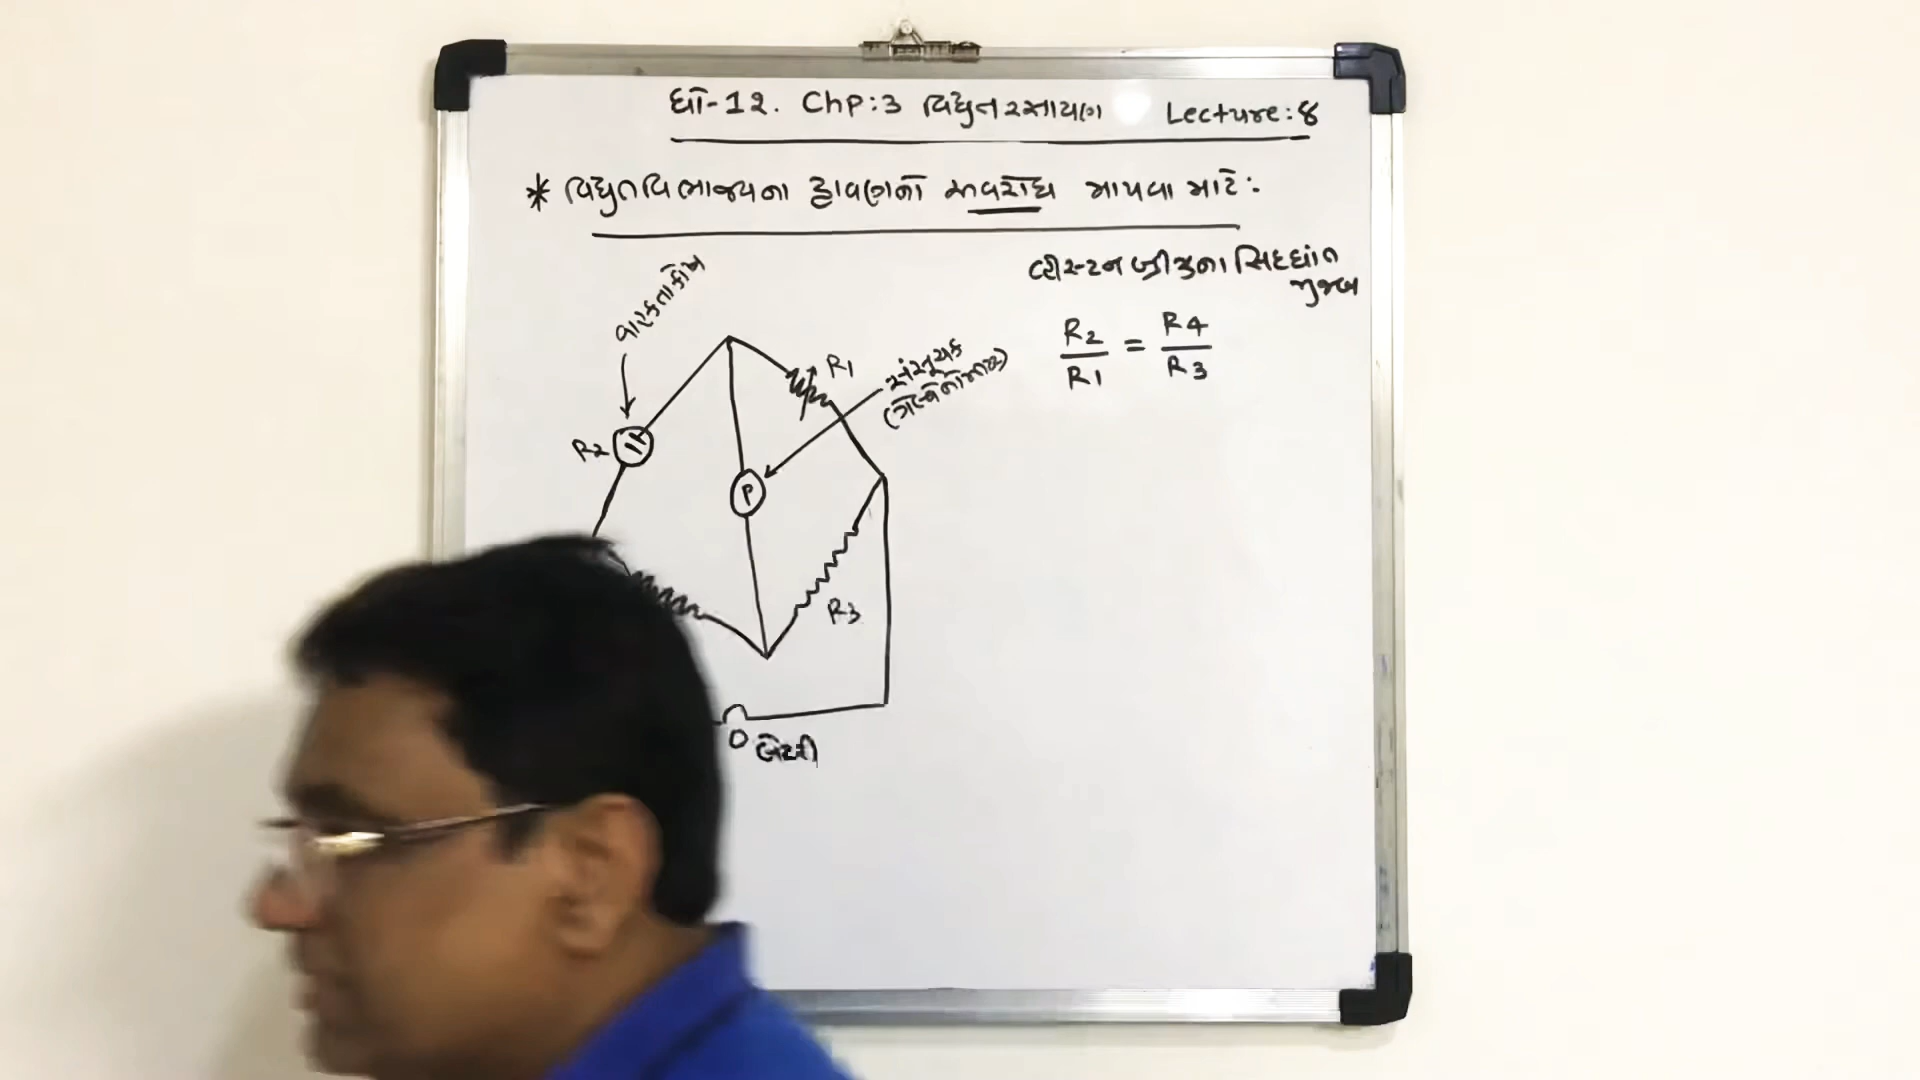 ધો-12. Chp:3 વિદ્યુતરસાયણ Lecture:8
* વિદ્યુતવિભાજ્યના દ્રાવણનો અવરોધ માપવા માટે:
વ્હીસ્ટન બ્રીજના સિદ્ધાંત
મુજબ
વાહકતાકોષ
R1
સંસૂચક
(ગેલ્વેનોમીટર)
R2/R1 = R4/R3
R2
P
R3
બેટરી